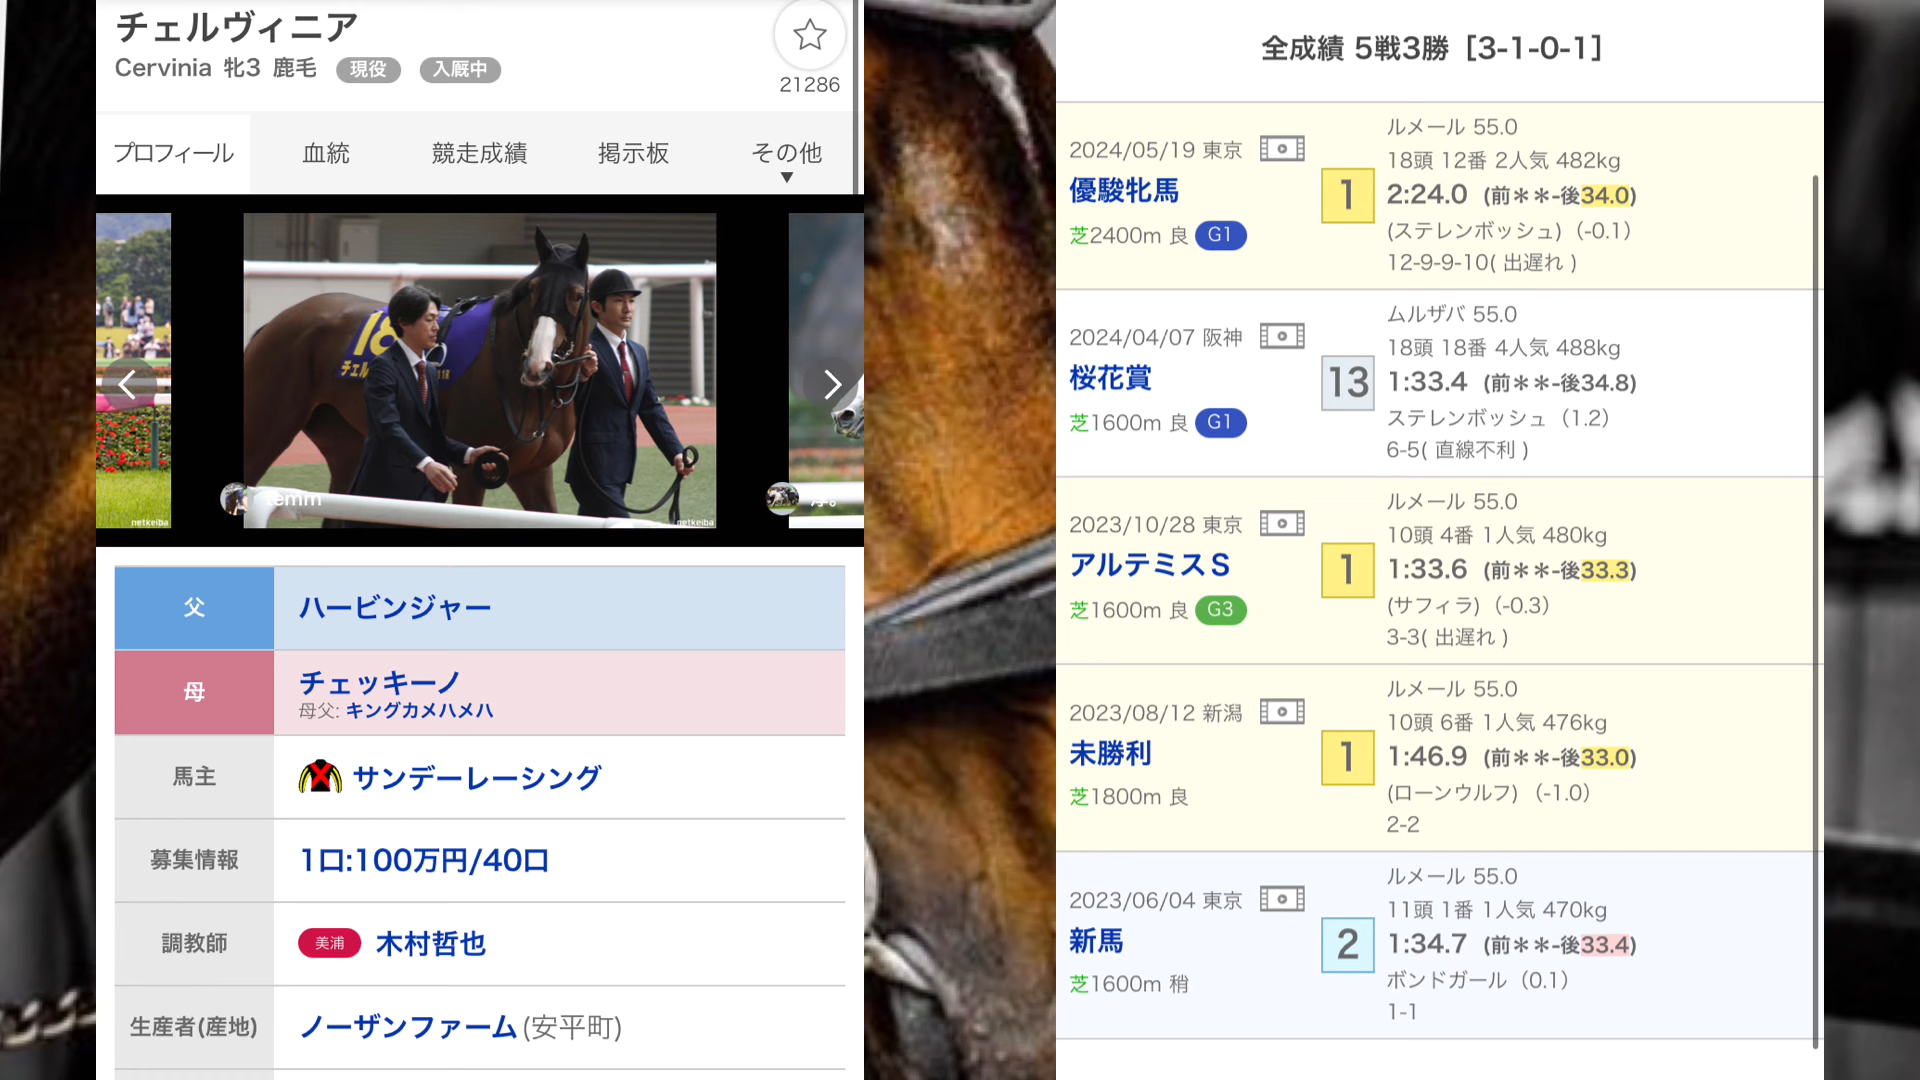 チェルヴィニア
Cervinia 牝3 鹿毛 現役 入厩中
21286
プロフィール 血統 競走成績 掲示板 その他
▼
18
チェル
netkeiba
temm
netkeiba
父 ハービンジャー
母 チェッキーノ
母父: キングカメハメハ
馬主 サンデーレーシング
募集情報 1口:100万円/40口
調教師 美浦 木村哲也
生産者(産地) ノーザンファーム(安平町)
全成績 5戦3勝 [3-1-0-1]
2024/05/19 東京
優駿牝馬
芝2400m 良 G1
1
ルメール 55.0
18頭 12番 2人気 482kg
2:24.0 (前＊＊-後34.0)
(ステレンボッシュ) (-0.1)
12-9-9-10( 出遅れ )
2024/04/07 阪神
桜花賞
芝1600m 良 G1
13
ムルザバ 55.0
18頭 18番 4人気 488kg
1:33.4 (前＊＊-後34.8)
ステレンボッシュ (1.2)
6-5( 直線不利 )
2023/10/28 東京
アルテミスS
芝1600m 良 G3
1
ルメール 55.0
10頭 4番 1人気 480kg
1:33.6 (前＊＊-後33.3)
(サフィラ) (-0.3)
3-3( 出遅れ )
2023/08/12 新潟
未勝利
芝1800m 良
1
ルメール 55.0
10頭 6番 1人気 476kg
1:46.9 (前＊＊-後33.0)
(ローンウルフ) (-1.0)
2-2
2023/06/04 東京
新馬
芝1600m 稍
2
ルメール 55.0
11頭 1番 1人気 470kg
1:34.7 (前＊＊-後33.4)
ボンドガール (0.1)
1-1